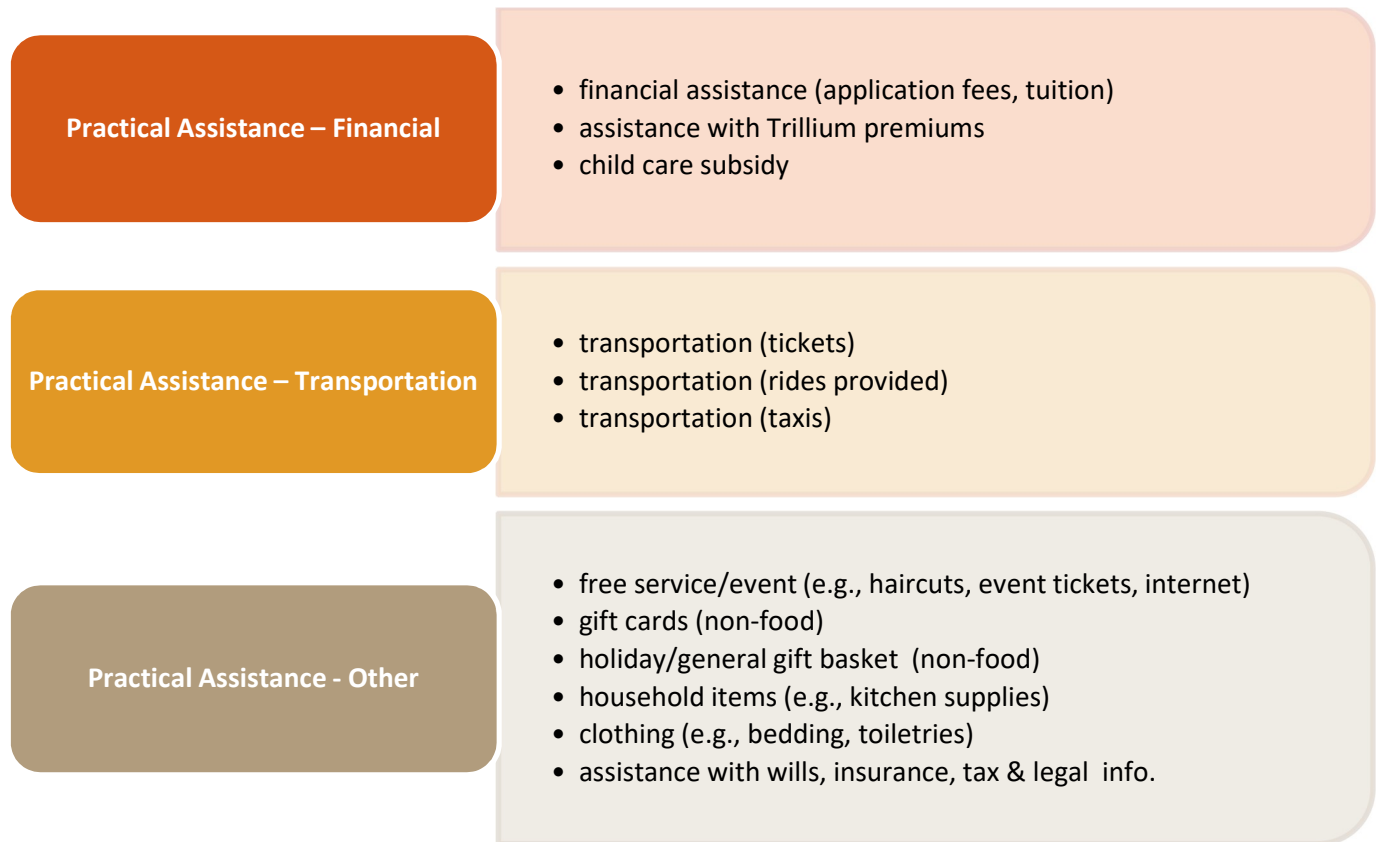 Practical Assistance – Financial
• financial assistance (application fees, tuition)
• assistance with Trillium premiums
• child care subsidy
Practical Assistance – Transportation
• transportation (tickets)
• transportation (rides provided)
• transportation (taxis)
Practical Assistance - Other
• free service/event (e.g., haircuts, event tickets, internet)
• gift cards (non-food)
• holiday/general gift basket  (non-food)
• household items (e.g., kitchen supplies)
• clothing (e.g., bedding, toiletries)
• assistance with wills, insurance, tax & legal  info.